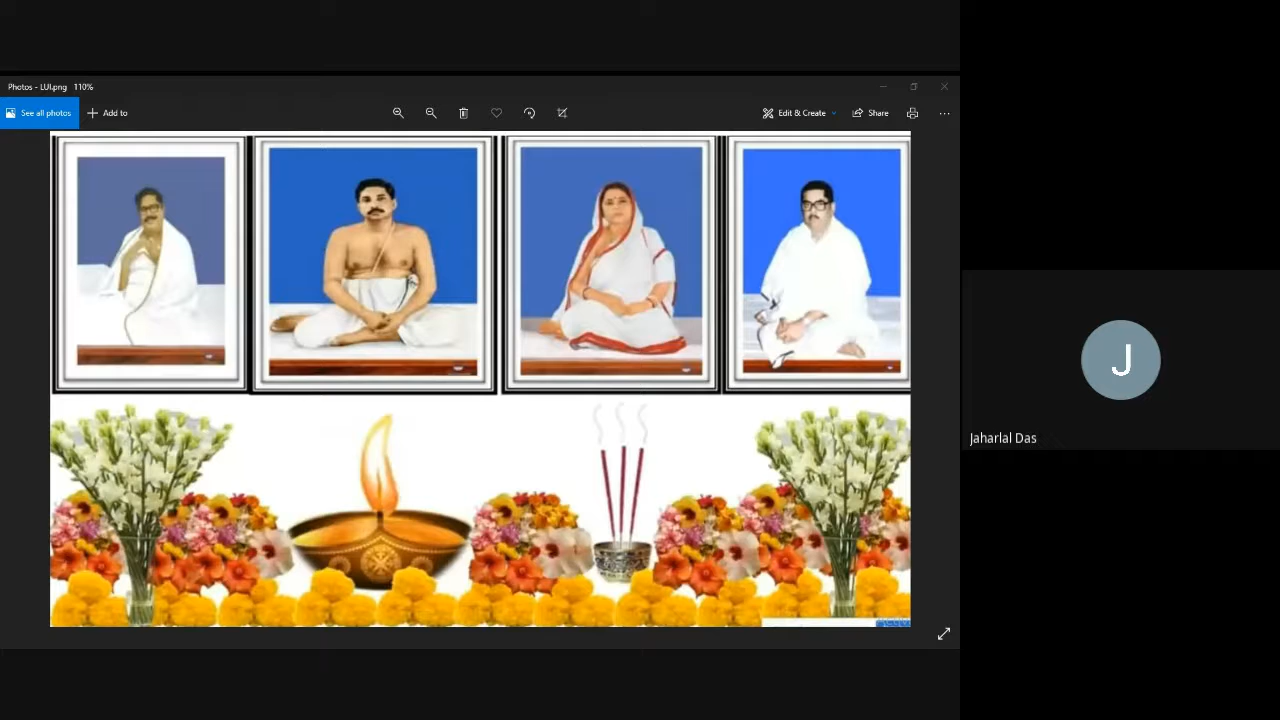 Photos - LUI.png 110%
See all photos
Add to
Edit & Create
Share
J
Jaharlal Das